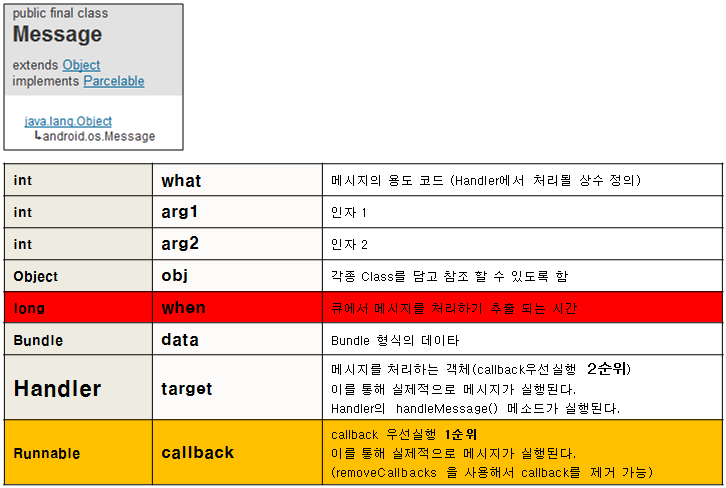 public final class
Message
extends Object
implements Parcelable
java.lang.Object
↳android.os.Message
int what 메시지의 용도 코드 (Handler에서 처리될 상수 정의)
int arg1 인자 1
int arg2 인자 2
Object obj 각종 Class를 담고 참조 할 수 있도록 함
long when 큐에서 메시지를 처리하기 추출 되는 시간
Bundle data Bundle 형식의 데이타
Handler target 메시지를 처리하는 객체(callback우선실행 2순위)
이를 통해 실제적으로 메시지가 실행된다.
Handler의 handleMessage() 메소드가 실행된다.
Runnable callback callback 우선실행 1순위
이를 통해 실제적으로 메시지가 실행된다.
(removeCallbacks 을 사용해서 callback를 제거 가능)